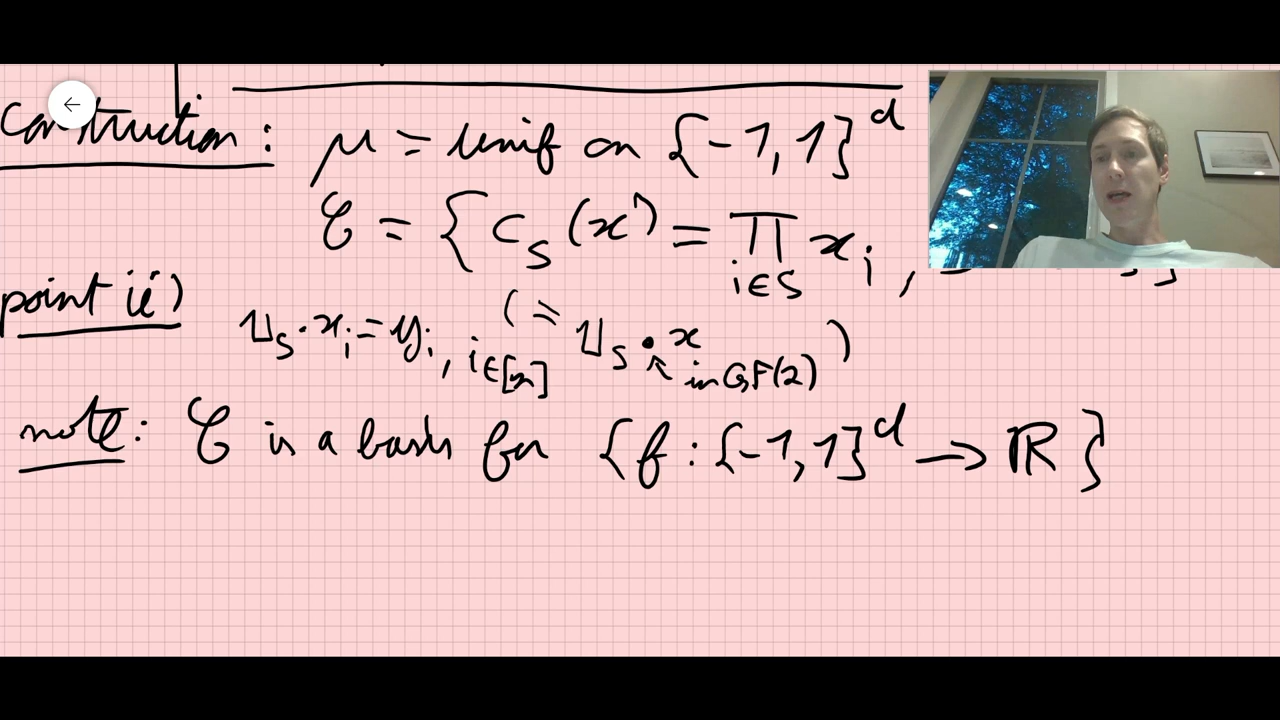 Construction : μ = Unif on {-1,1}^d
𝒞 = { C_S(x) = ∏_{i∈S} x_i ,
point ii) 𝟙_S · x_i = y_i , i∈[n] ( = 𝟙_S · x )
in GF(2)
note: 𝒞 is a basis for {f : {-1,1}^d → ℝ}